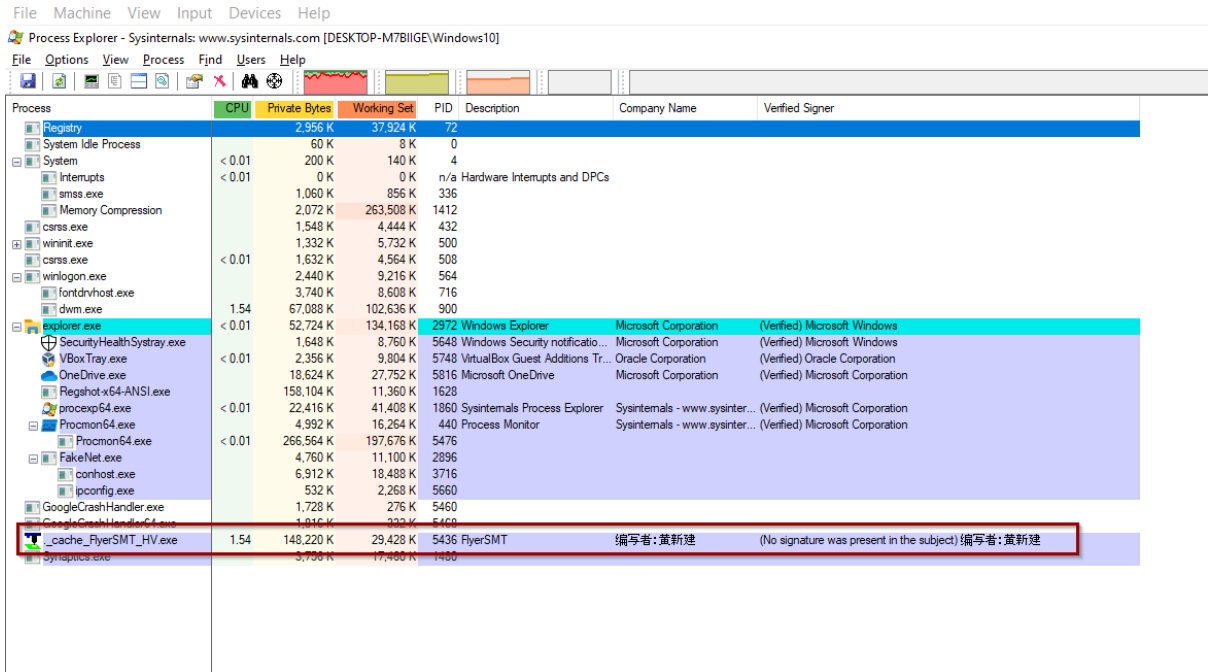 File Machine View Input Devices Help
Process Explorer - Sysinternals: www.sysinternals.com [DESKTOP-M7BIIGE\Windows10]
File Options View Process Find Users Help
Process CPU Private Bytes Working Set PID Description Company Name Verified Signer
Registry 2,956 K 37,924 K 72
System Idle Process 60 K 8 K 0
System < 0.01 200 K 140 K 4
Interrupts < 0.01 0 K 0 K n/a Hardware Interrupts and DPCs
smss.exe 1,060 K 856 K 336
Memory Compression 2,072 K 263,508 K 1412
csrss.exe 1,548 K 4,444 K 432
wininit.exe 1,332 K 5,732 K 500
csrss.exe < 0.01 1,632 K 4,564 K 508
winlogon.exe 2,440 K 9,216 K 564
fontdrvhost.exe 3,740 K 8,608 K 716
dwm.exe 1.54 67,088 K 102,636 K 900
explorer.exe < 0.01 52,724 K 134,168 K 2972 Windows Explorer Microsoft Corporation (Verified) Microsoft Windows
SecurityHealthSystray.exe 1,648 K 8,760 K 5648 Windows Security notificatio... Microsoft Corporation (Verified) Microsoft Windows
VBoxTray.exe < 0.01 2,356 K 9,804 K 5748 VirtualBox Guest Additions Tr... Oracle Corporation (Verified) Oracle Corporation
OneDrive.exe 18,624 K 27,752 K 5816 Microsoft OneDrive Microsoft Corporation (Verified) Microsoft Corporation
Regshot-x64-ANSI.exe 158,104 K 11,360 K 1628
procexp64.exe < 0.01 22,416 K 41,408 K 1860 Sysinternals Process Explorer Sysinternals - www.sysinter... (Verified) Microsoft Corporation
Procmon64.exe 4,992 K 16,264 K 440 Process Monitor Sysinternals - www.sysinter... (Verified) Microsoft Corporation
Procmon64.exe < 0.01 266,564 K 197,676 K 5476
FakeNet.exe 4,760 K 11,100 K 2896
conhost.exe 6,912 K 18,488 K 3716
ipconfig.exe 532 K 2,268 K 5660
GoogleCrashHandler.exe 1,728 K 276 K 5460
GoogleCrashHandler64.exe 1,816 K 332 K 5468
._cache_FlyerSMT_HV.exe 1.54 148,220 K 29,428 K 5436 FlyerSMT 编写者:黄新建 (No signature was present in the subject) 编写者:黄新建
Synaptics.exe 3,756 K 17,460 K 1480